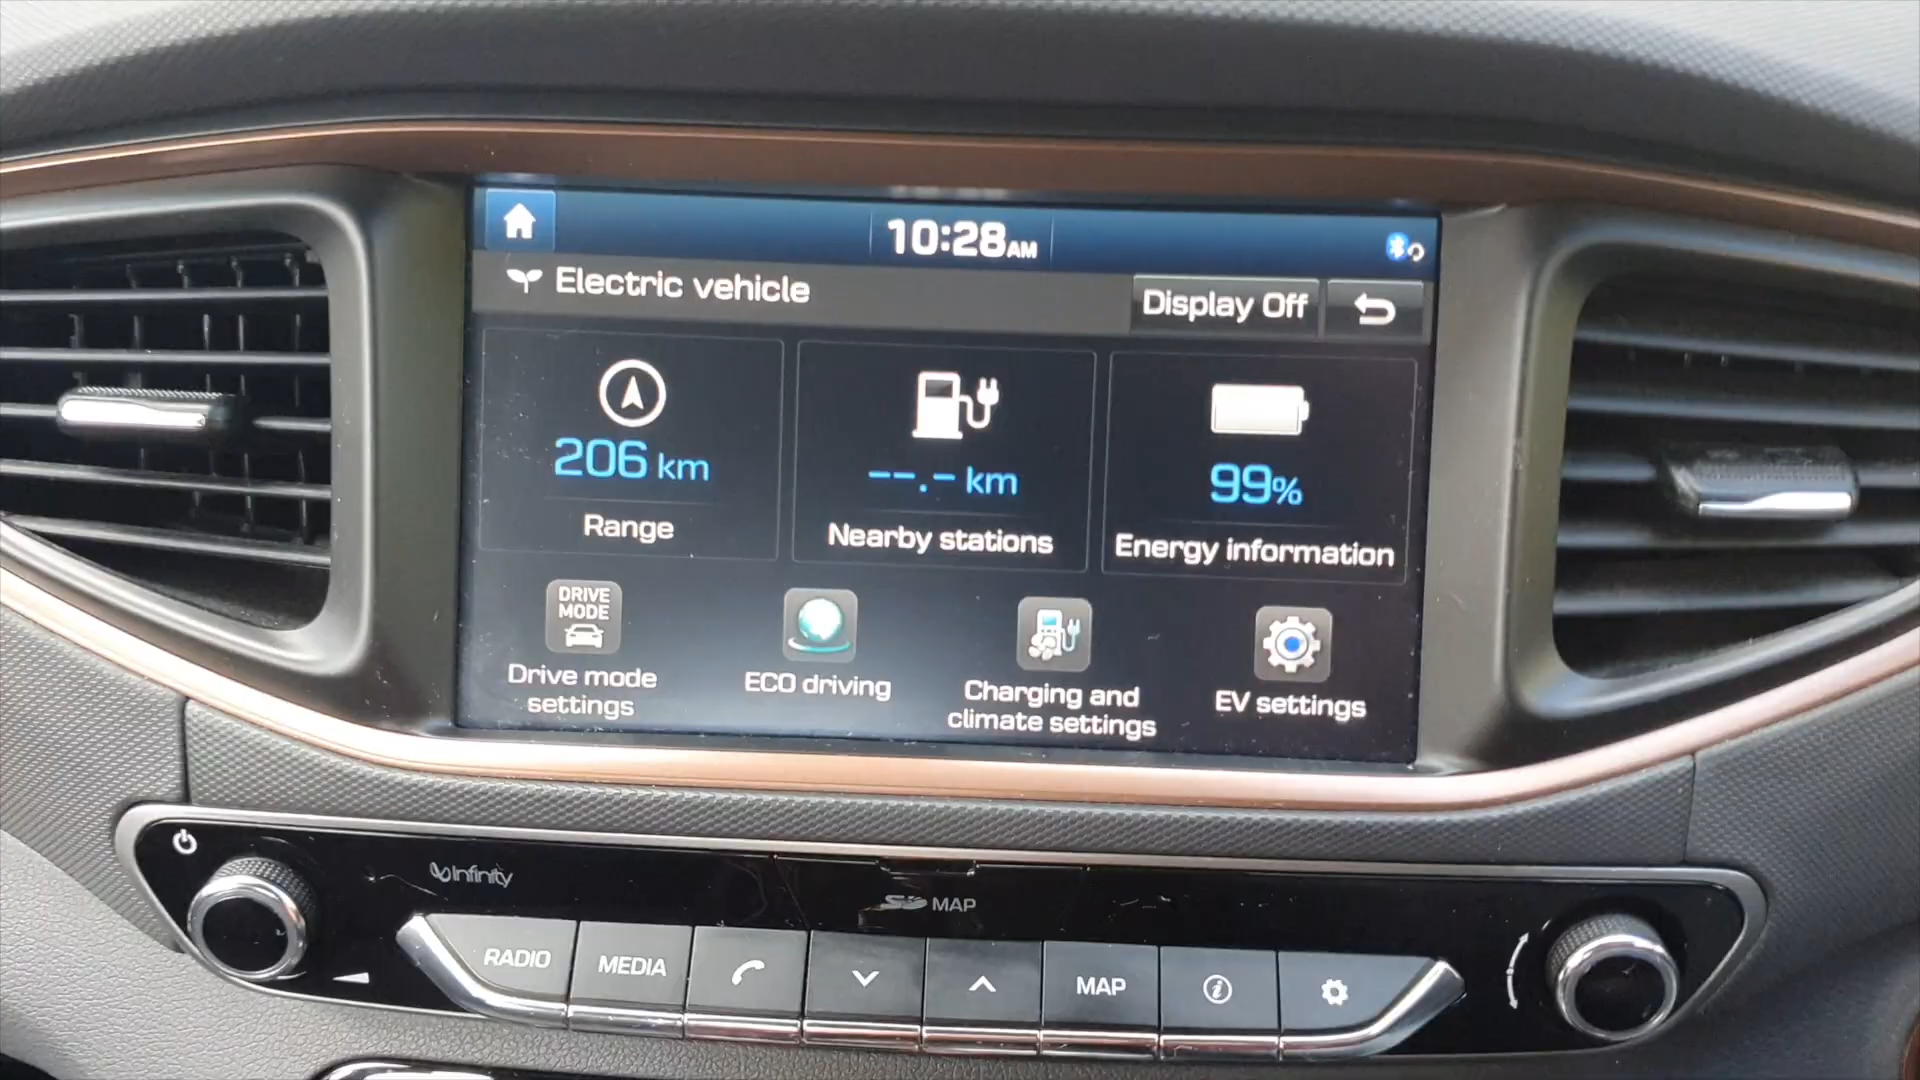 10:28AM
Electric vehicle
Display Off
206 km
--.- km
99%
Range
Nearby stations
Energy information
DRIVE
MODE
Drive mode
settings
ECO driving
Charging and
climate settings
EV settings
Infinity
SD MAP
RADIO
MEDIA
MAP